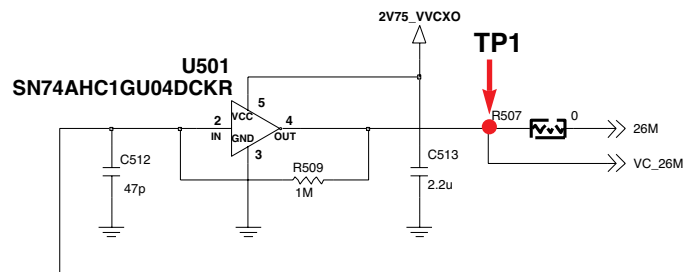 2V75_VVCXO
TP1
U501
SN74AHC1GU04DCKR
5
VCC
2
4
R507
0
26M
IN
GND
OUT
3
C512
R509
C513
VC_26M
47p
1M
2.2u